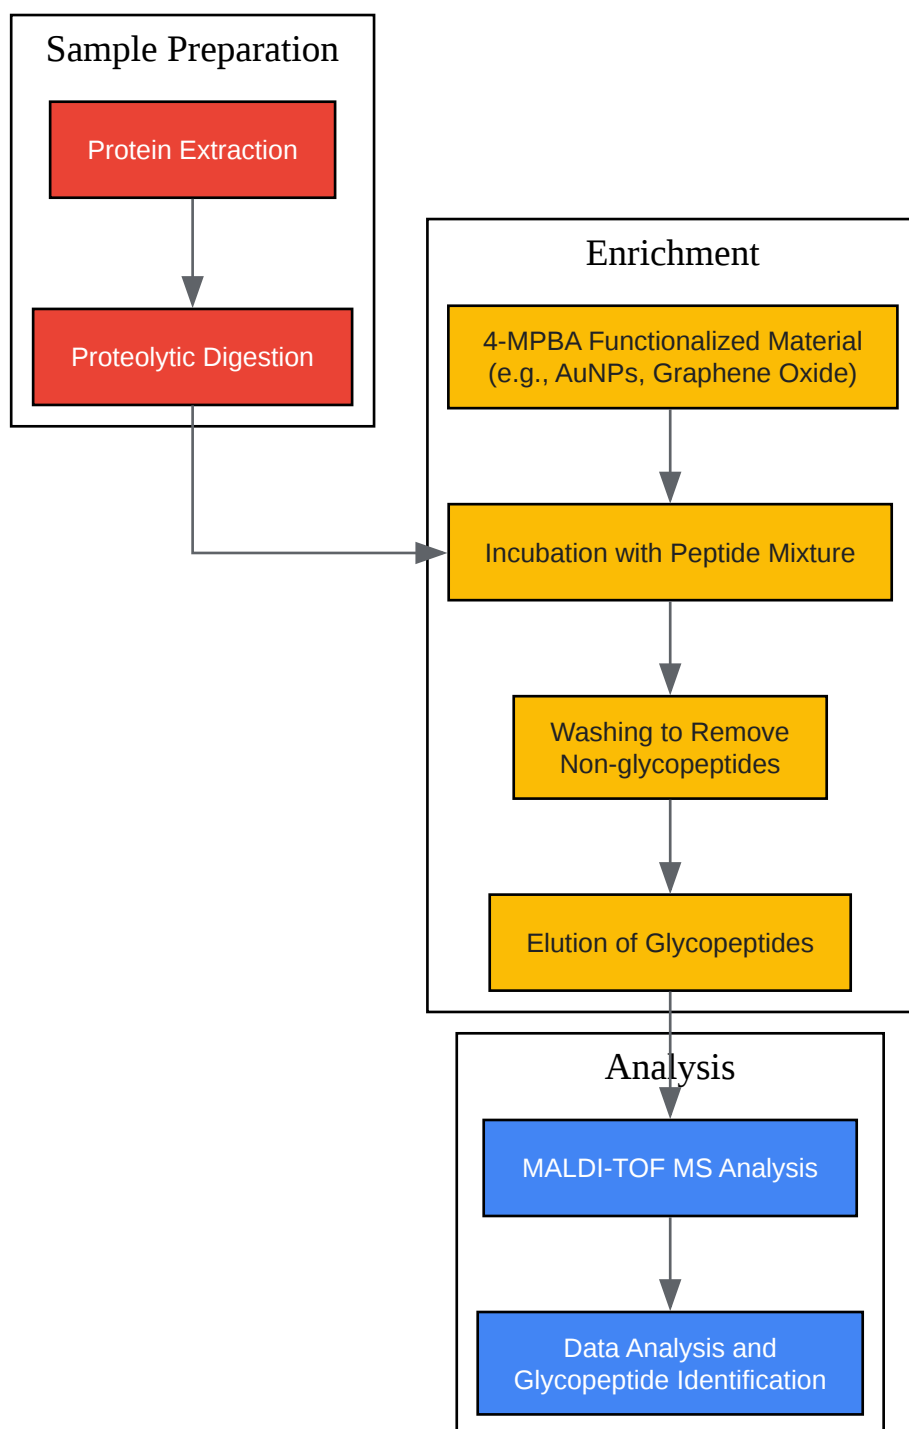 Sample Preparation
Protein Extraction
Proteolytic Digestion
Enrichment
4-MPBA Functionalized Material
(e.g., AuNPs, Graphene Oxide)
Incubation with Peptide Mixture
Washing to Remove
Non-glycopeptides
Elution of Glycopeptides
Analysis
MALDI-TOF MS Analysis
Data Analysis and
Glycopeptide Identification